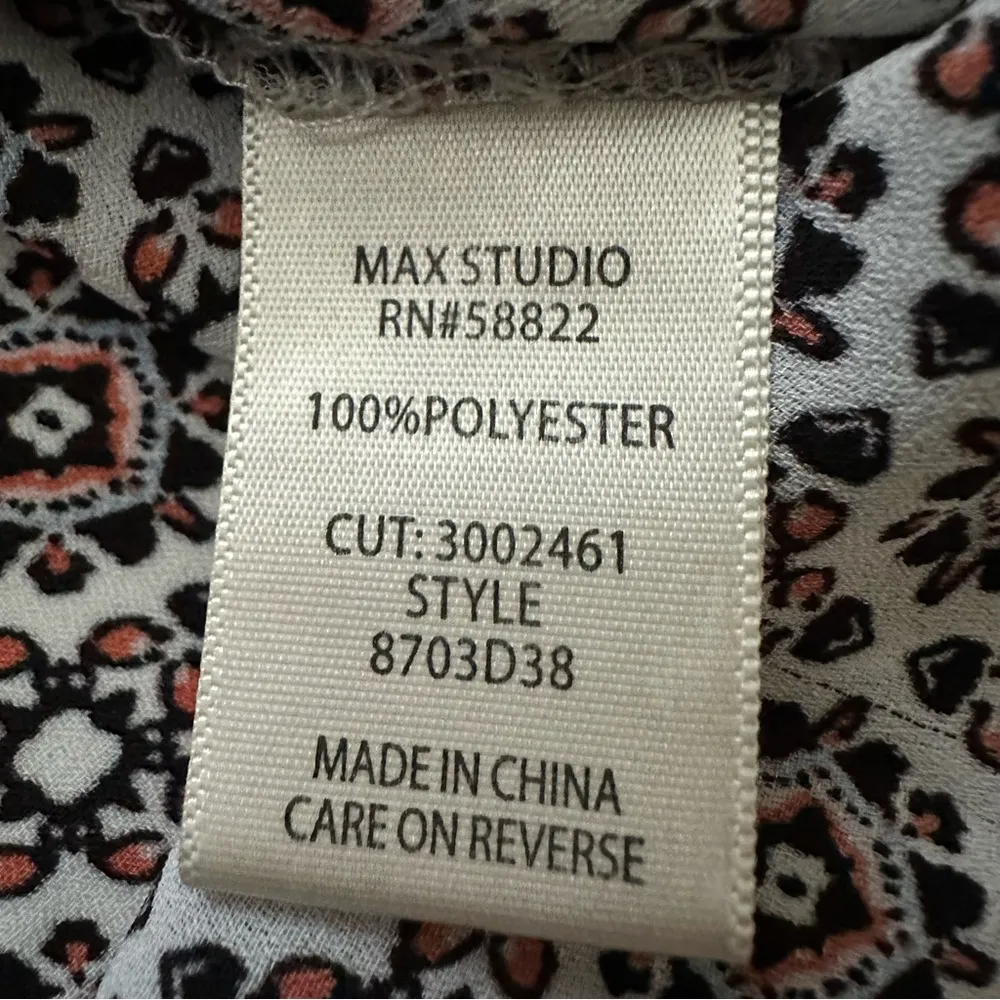 MAX STUDIO
RN#58822
100%POLYESTER
CUT: 3002461
STYLE
8703D38
MADE IN CHINA
CARE ON REVERSE